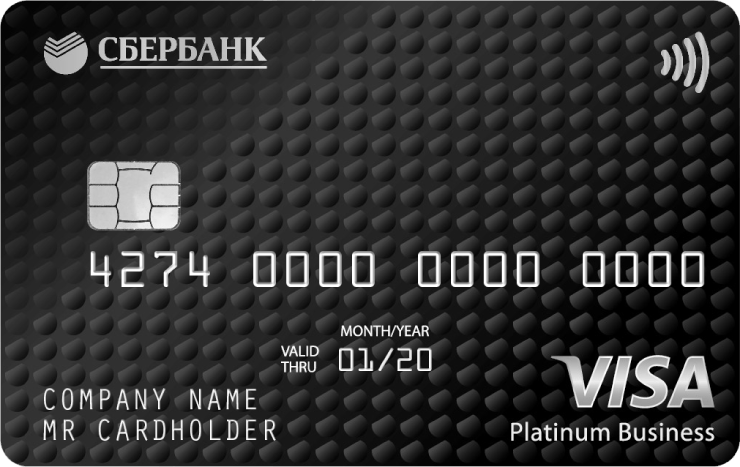 СБЕРБАНК
4274 0000 0000 0000
MONTH/YEAR
VALID THRU 01/20
COMPANY NAME
MR CARDHOLDER
VISA
Platinum Business